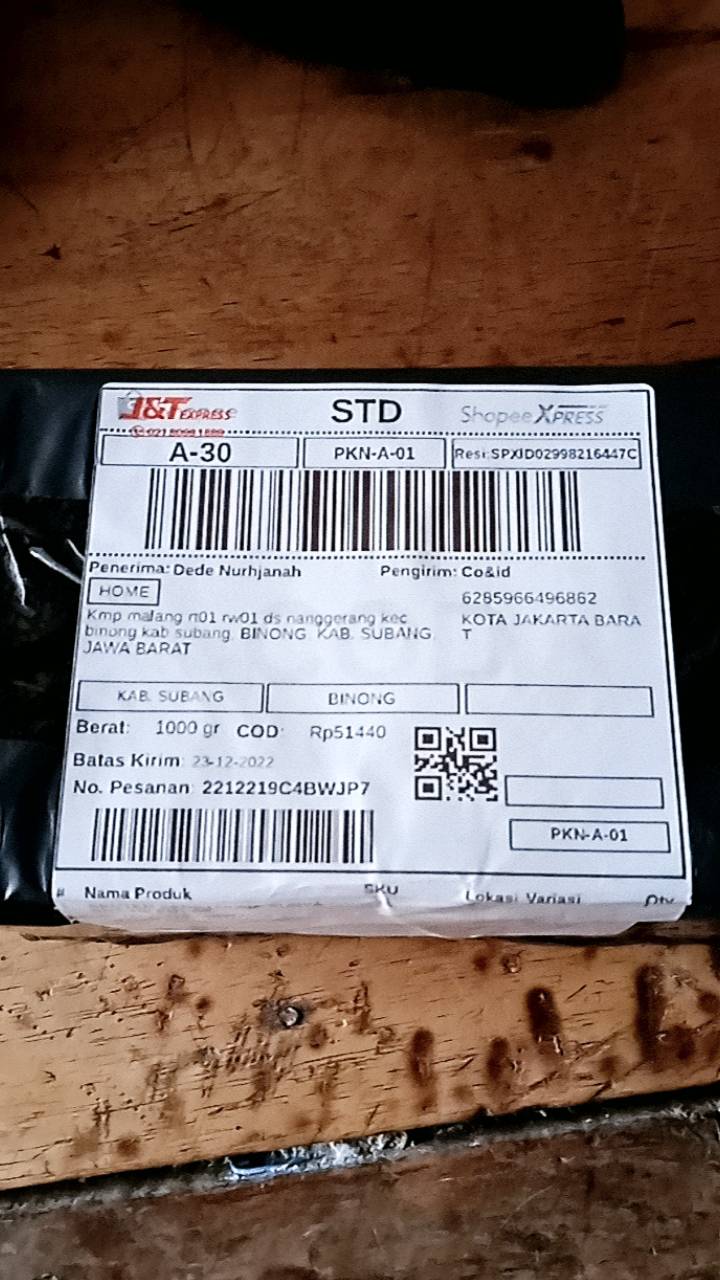 J&T EXPRESS STD Shopee XPRESS
A-30 PKN-A-01 Resi:SPXID02998216447C
Penerima: Dede Nurhjanah Pengirim: Co&id
HOME 6285966496862
Kmp malang rt01 rw01 ds nanggerang kec KOTA JAKARTA BARA
binong kab subang, BINONG, KAB. SUBANG, T
JAWA BARAT
KAB. SUBANG BINONG
Berat: 1000 gr COD: Rp51440
Batas Kirim: 23-12-2022
No. Pesanan: 2212219C4BWJP7
PKN-A-01
# Nama Produk SKU Lokasi Variasi Qty